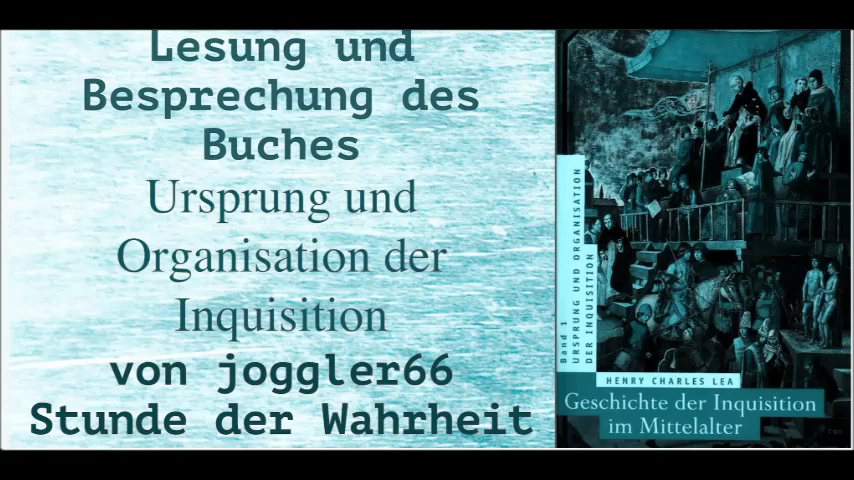 Lesung und
Besprechung des
Buches
Ursprung und
Organisation der
Inquisition
von joggler66
Stunde der Wahrheit
Band 1
URSPRUNG UND ORGANISATION
DER INQUISITION
HENRY CHARLES LEA
Geschichte der Inquisition
im Mittelalter